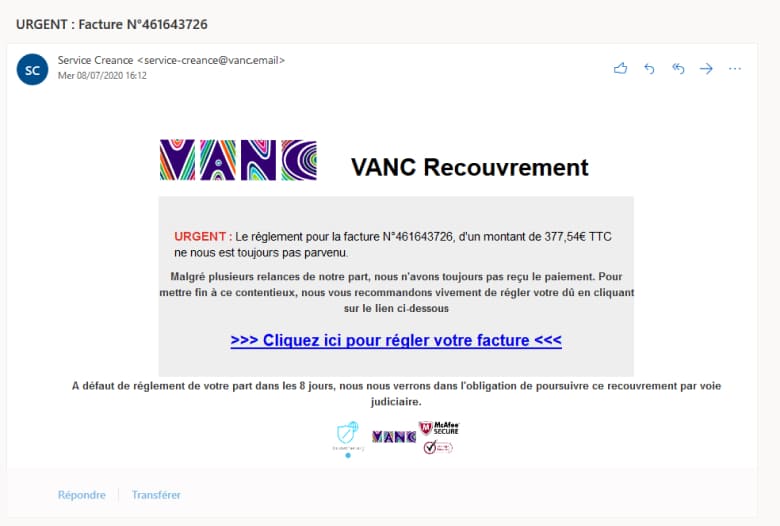 URGENT : Facture N°461643726
SC
Service Creance <service-creance@vanc.email>
Mer 08/07/2020 16:12
VANC
VANC Recouvrement
URGENT : Le réglement pour la facture N°461643726, d'un montant de 377,54€ TTC
ne nous est toujours pas parvenu.
Malgré plusieurs relances de notre part, nous n'avons toujours pas reçu le paiement. Pour
mettre fin à ce contentieux, nous vous recommandons vivement de régler votre dû en cliquant
sur le lien ci-dessous
>>> Cliquez ici pour régler votre facture <<<
A défaut de réglement de votre part dans les 8 jours, nous nous verrons dans l'obligation de poursuivre ce recouvrement par voie
judiciaire.
VANC
McAfee
SECURE
Répondre
Transférer